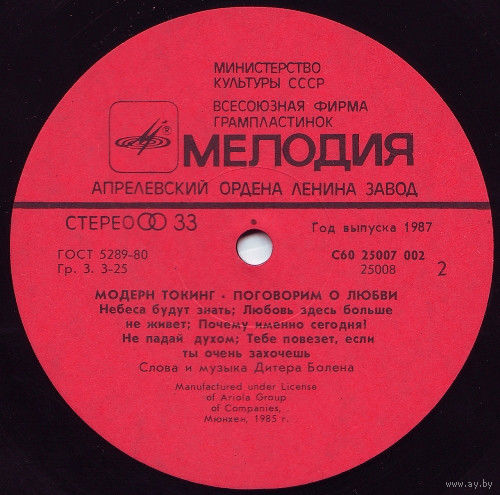 МИНИСТЕРСТВО
КУЛЬТУРЫ СССР
ВСЕСОЮЗНАЯ ФИРМА
ГРАМПЛАСТИНОК
МЕЛОДИЯ
АПРЕЛЕВСКИЙ ОРДЕНА ЛЕНИНА ЗАВОД
СТЕРЕО 33
Год выпуска 1987
ГОСТ 5289-80
С60 25007 002
Гр. 3. 3-25
25008
2
МОДЕРН ТОКИНГ · ПОГОВОРИМ О ЛЮБВИ
Небеса будут знать; Любовь здесь больше
не живет; Почему именно сегодня!
Не падай духом; Тебе повезет, если
ты очень захочешь
Слова и музыка Дитера Болена
Manufactured under License
of Ariola Group
of Companies,
Мюнхен, 1985 г.
www.ay.by